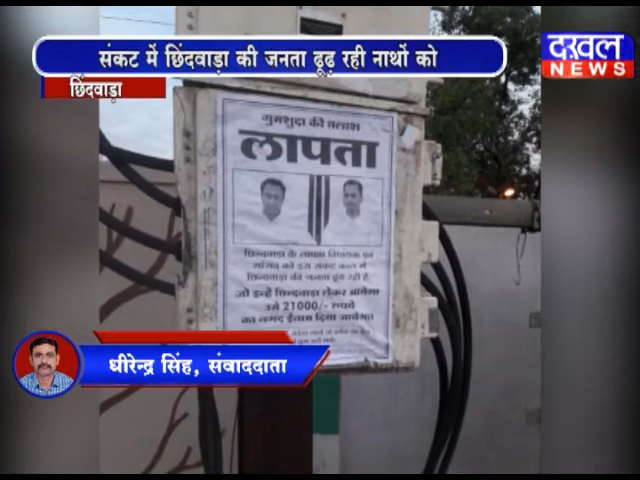 संकट में छिंदवाड़ा की जनता ढूढ़ रही नाथों को
दखल
NEWS
छिंदवाड़ा
गुमशुदा की तलाश
लापता
छिन्दवाड़ा के लापता विधायक एवं
सांसद को इस संकट काल में
छिन्दवाड़ा की जनता ढूंढ रही है.
जो इन्हें छिन्दवाड़ा लेकर आयेगा
उसे 21000/- रूपये
का नगद ईनाम दिया जायेगा।
धीरेन्द्र सिंह, संवाददाता